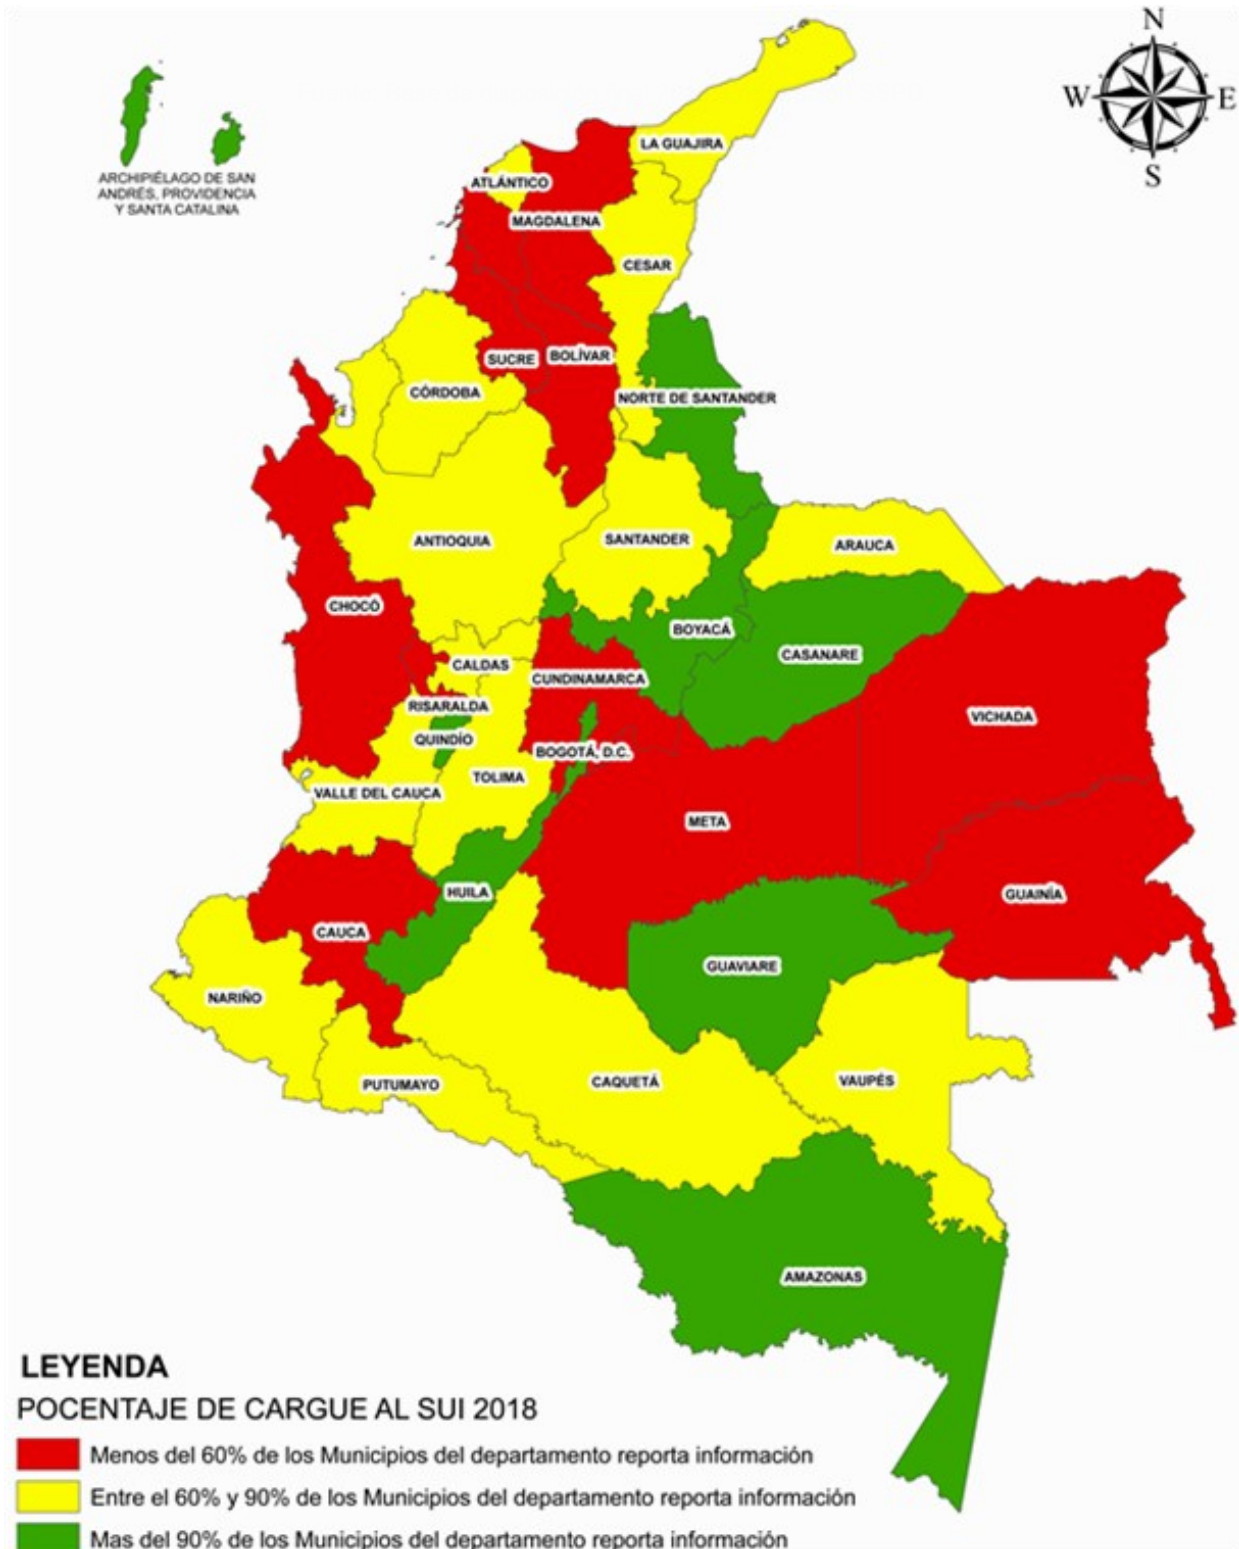 N
W E
S
ARCHIPIÉLAGO DE SAN
ANDRÉS, PROVIDENCIA
Y SANTA CATALINA
LA GUAJIRA
ATLÁNTICO
MAGDALENA
CESAR
SUCRE
BOLÍVAR
CÓRDOBA
NORTE DE SANTANDER
ANTIOQUIA
SANTANDER
ARAUCA
CHOCÓ
BOYACÁ
CASANARE
CALDAS
CUNDINAMARCA
RISARALDA
VICHADA
QUINDÍO
BOGOTÁ, D.C.
TOLIMA
VALLE DEL CAUCA
META
HUILA
GUAINÍA
CAUCA
GUAVIARE
NARIÑO
PUTUMAYO
CAQUETÁ
VAUPÉS
AMAZONAS
LEYENDA
POCENTAJE DE CARGUE AL SUI 2018
Menos del 60% de los Municipios del departamento reporta información
Entre el 60% y 90% de los Municipios del departamento reporta información
Mas del 90% de los Municipios del departamento reporta información